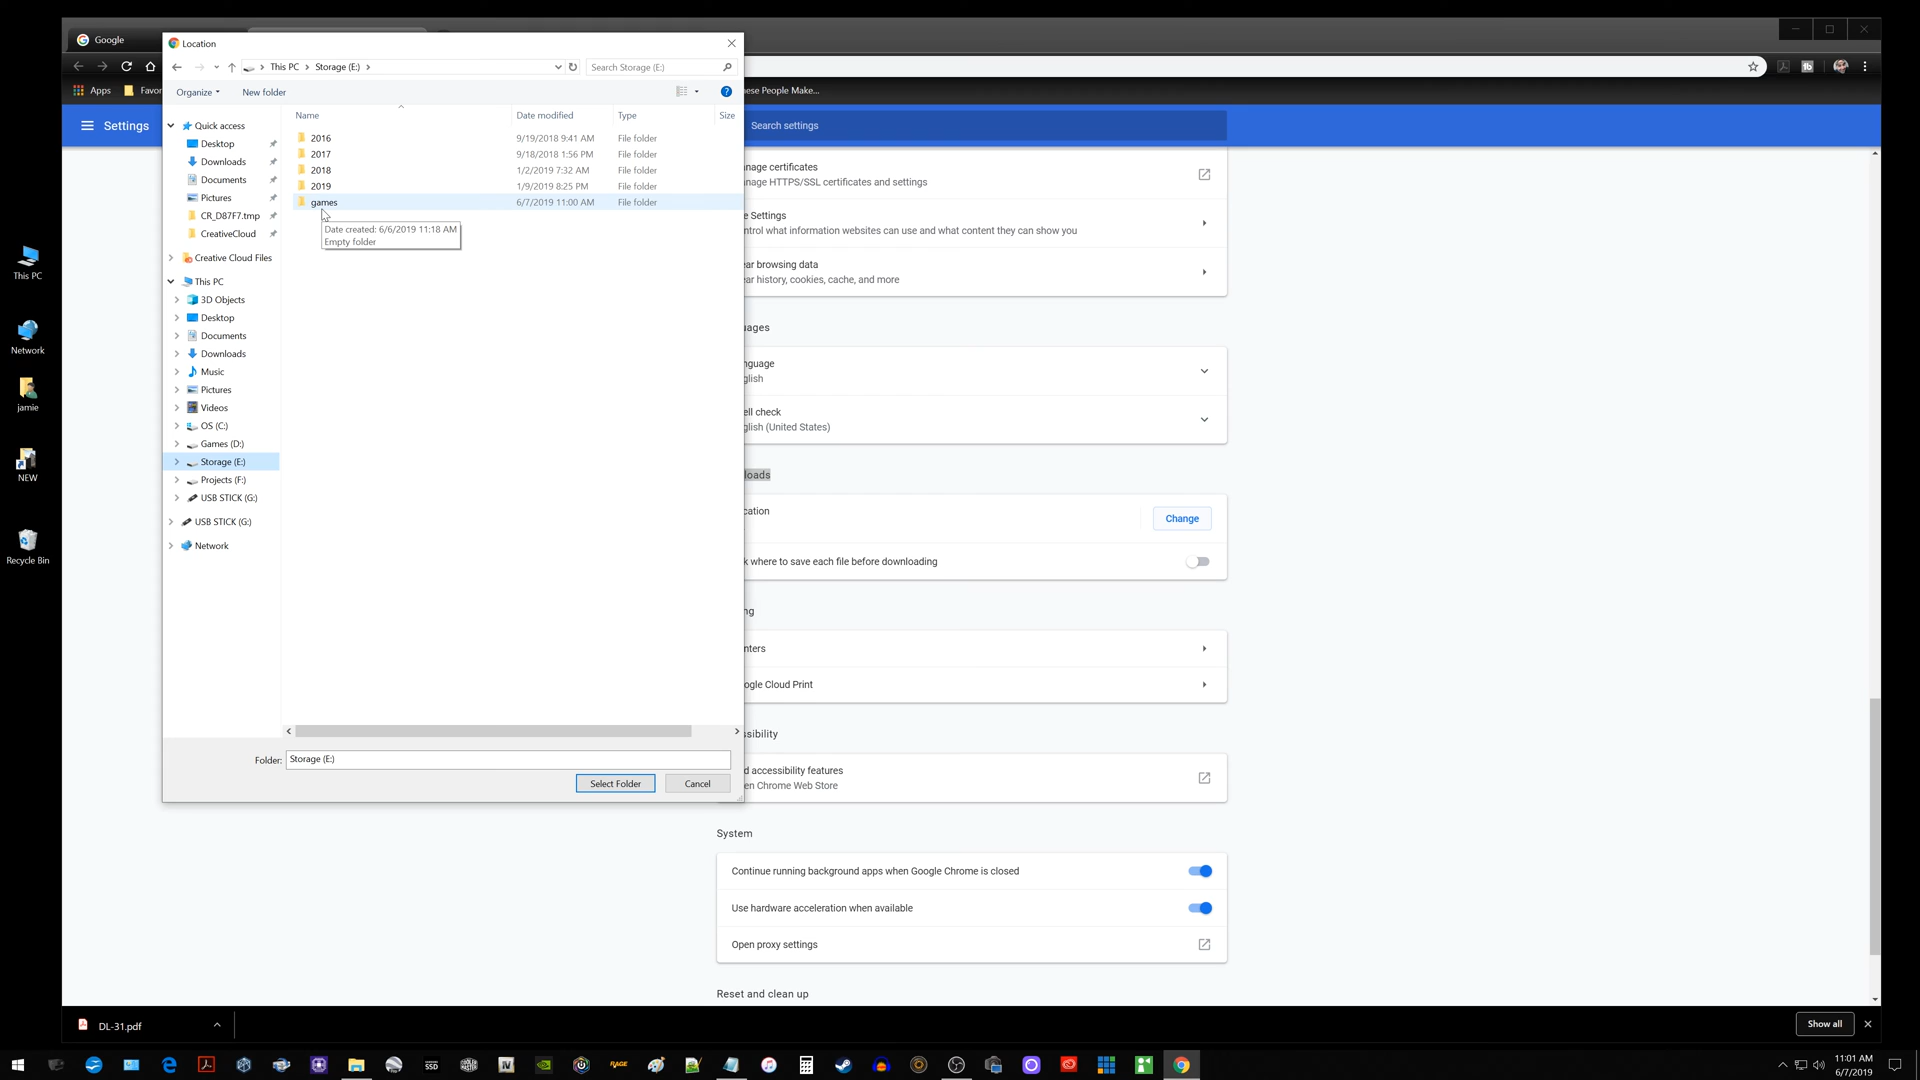 Google
Location
This PC
Storage (E:)
Search Storage (E:)
Apps
Favor
ese People Make...
Organize
New folder
Settings
Search settings
Name
Date modified
Type
Size
2016
9/19/2018 9:41 AM
File folder
2017
9/18/2018 1:56 PM
File folder
2018
1/2/2019 7:32 AM
File folder
2019
1/9/2019 8:25 PM
File folder
games
6/7/2019 11:00 AM
File folder
Date created: 6/6/2019 11:18 AM
Empty folder
Quick access
Desktop
Downloads
Documents
Pictures
CR_D87F7.tmp
CreativeCloud
Creative Cloud Files
This PC
3D Objects
Desktop
Documents
Downloads
Music
Pictures
Videos
OS (C:)
Games (D:)
Storage (E:)
Projects (F:)
USB STICK (G:)
USB STICK (G:)
Network
Folder:
Storage (E:)
Select Folder
Cancel
nage certificates
nage HTTPS/SSL certificates and settings
e Settings
ntrol what information websites can use and what content they can show you
ear browsing data
ear history, cookies, cache, and more
uages
nguage
glish
ell check
glish (United States)
loads
cation
Change
k where to save each file before downloading
ng
nters
ogle Cloud Print
ssibility
d accessibility features
en Chrome Web Store
System
Continue running background apps when Google Chrome is closed
Use hardware acceleration when available
Open proxy settings
Reset and clean up
This PC
Network
jamie
NEW
Recycle Bin
DL-31.pdf
Show all
SSD
RAGE
11:01 AM
6/7/2019